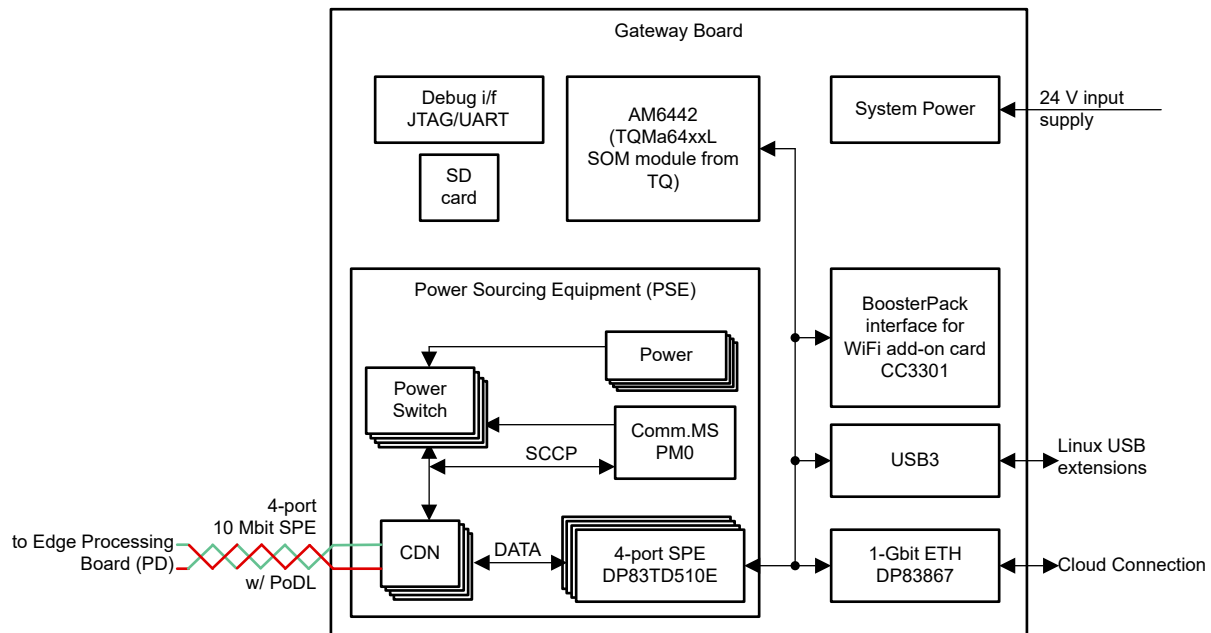 Gateway Board
Debug i/f
JTAG/UART
SD
card
AM6442
(TQMa64xxL
SOM module from
TQ)
System Power
24 V input
supply
Power Sourcing Equipment (PSE)
Power
Power
Switch
Comm.MS
PM0
SCCP
BoosterPack
interface for
WiFi add-on card
CC3301
USB3
Linux USB
extensions
4-port
10 Mbit SPE
to Edge Processing
Board (PD)
w/ PoDL
CDN
DATA
4-port SPE
DP83TD510E
1-Gbit ETH
DP83867
Cloud Connection